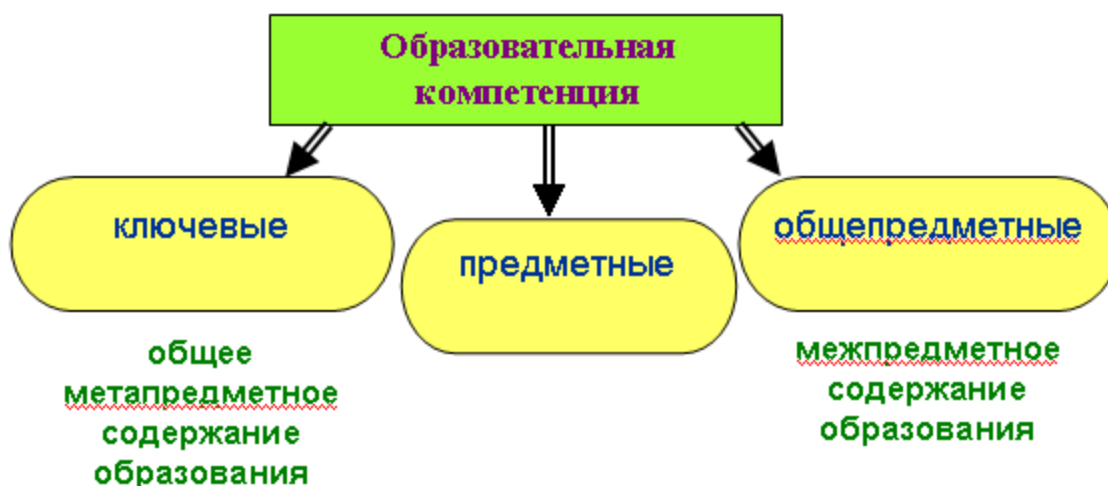 Образовательная
компетенция
ключевые
предметные
общепредметные
общее
метапредметное
содержание
образования
межпредметное
содержание
образования